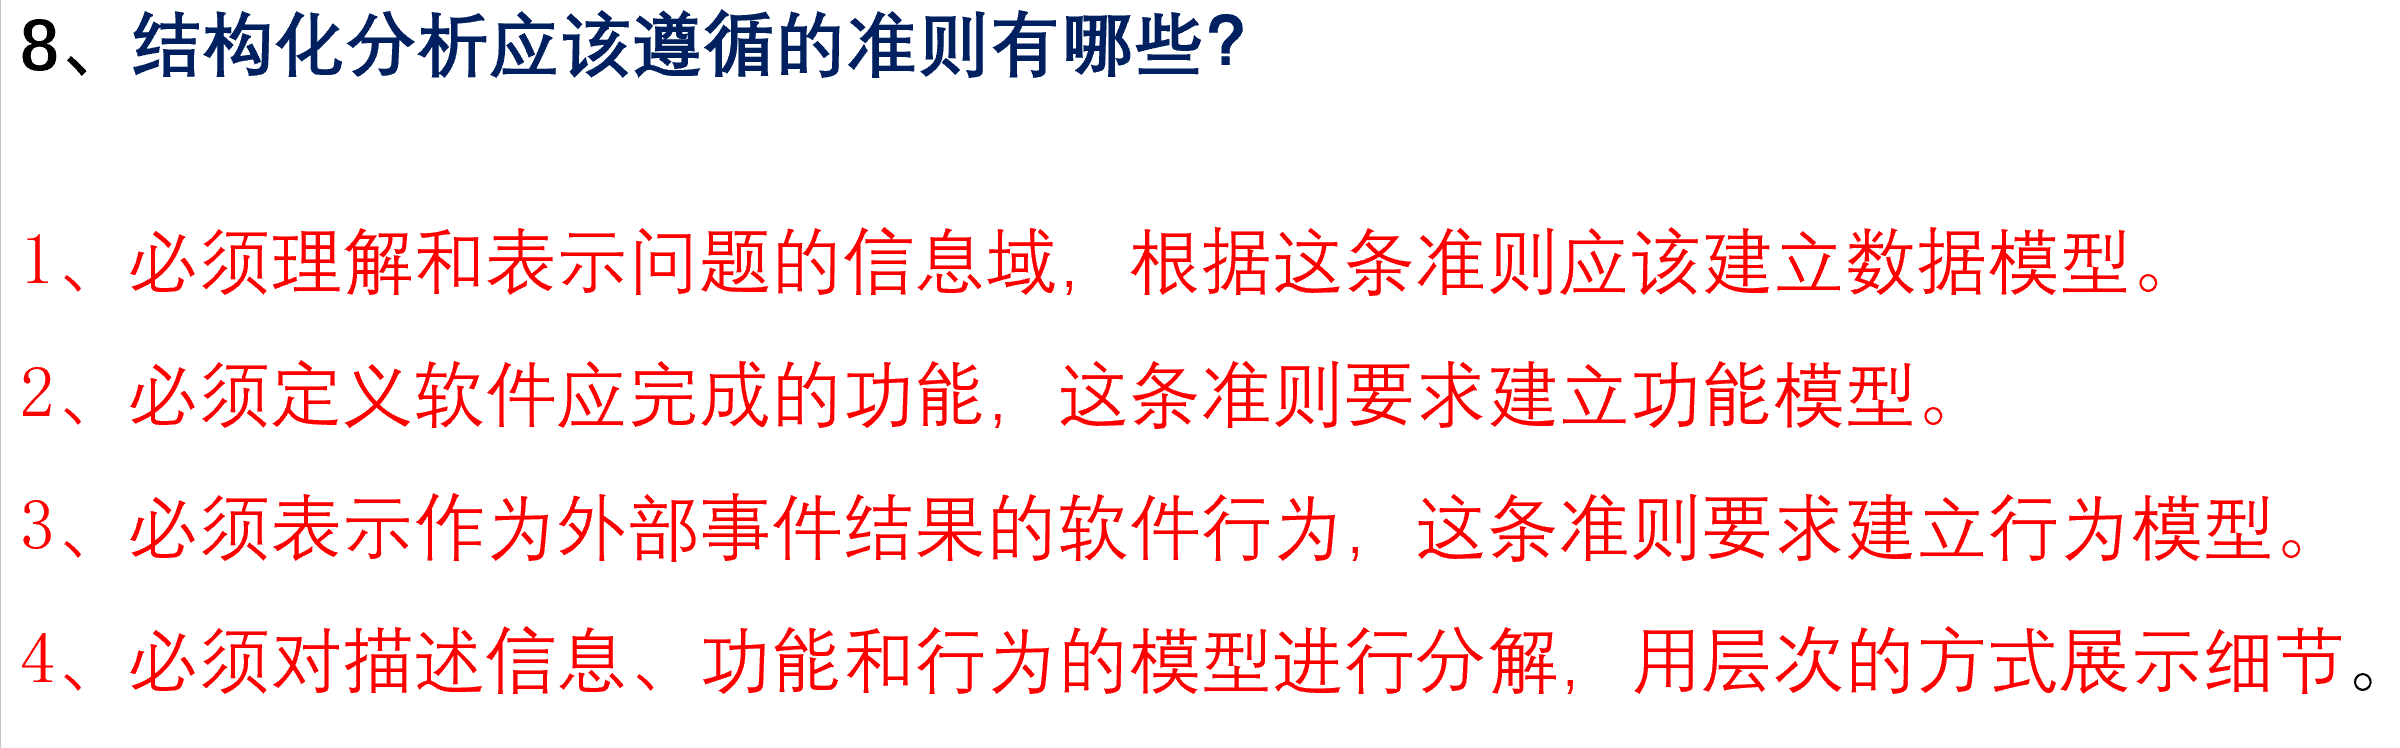 8、结构化分析应该遵循的准则有哪些?
1、必须理解和表示问题的信息域，根据这条准则应该建立数据模型。
2、必须定义软件应完成的功能，这条准则要求建立功能模型。
3、必须表示作为外部事件结果的软件行为，这条准则要求建立行为模型。
4、必须对描述信息、功能和行为的模型进行分解，用层次的方式展示细节。